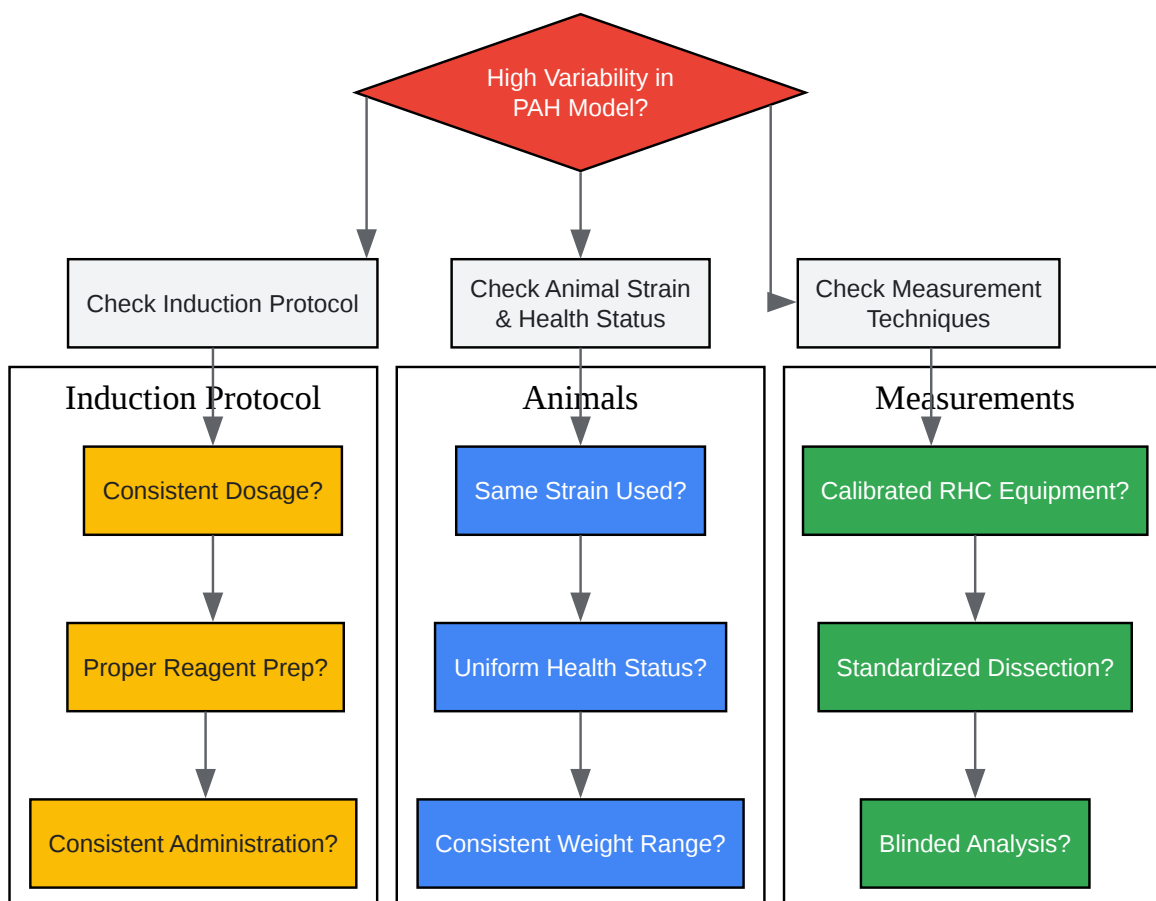 High Variability in
PAH Model?
Check Induction Protocol
Check Animal Strain
& Health Status
Check Measurement
Techniques
Induction Protocol
Consistent Dosage?
Proper Reagent Prep?
Consistent Administration?
Animals
Same Strain Used?
Uniform Health Status?
Consistent Weight Range?
Measurements
Calibrated RHC Equipment?
Standardized Dissection?
Blinded Analysis?